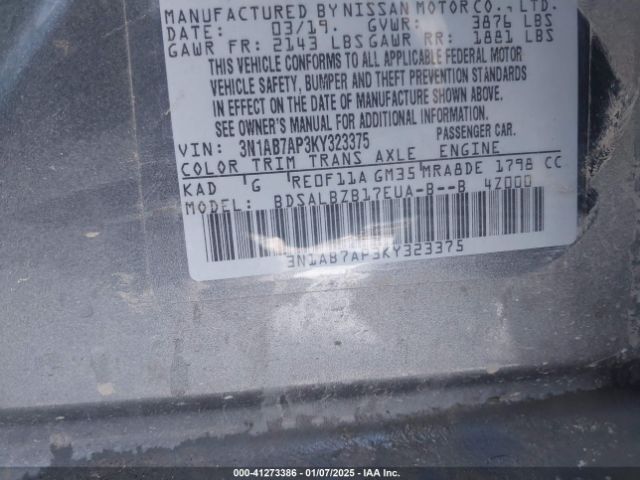 MANUFACTURED BY NISSAN MOTOR CO., LTD.
DATE: 03/19. GVWR: 3876 LBS
GAWR FR: 2143 LBS GAWR RR: 1881 LBS
THIS VEHICLE CONFORMS TO ALL APPLICABLE FEDERAL MOTOR
VEHICLE SAFETY, BUMPER AND THEFT PREVENTION STANDARDS
IN EFFECT ON THE DATE OF MANUFACTURE SHOWN ABOVE.
SEE OWNER'S MANUAL FOR ADDITIONAL INFORMATION.
VIN: 3N1AB7AP3KY323375 PASSENGER CAR.
COLOR TRIM TRANS AXLE ENGINE
KAD G RE0F11A GM35 MRA8DE 1798 CC
MODEL: BDSALBZB17EUA-B--B 4Z000
3N1AB7AP3KY323375
000-41273386 - 01/07/2025 - IAA Inc.